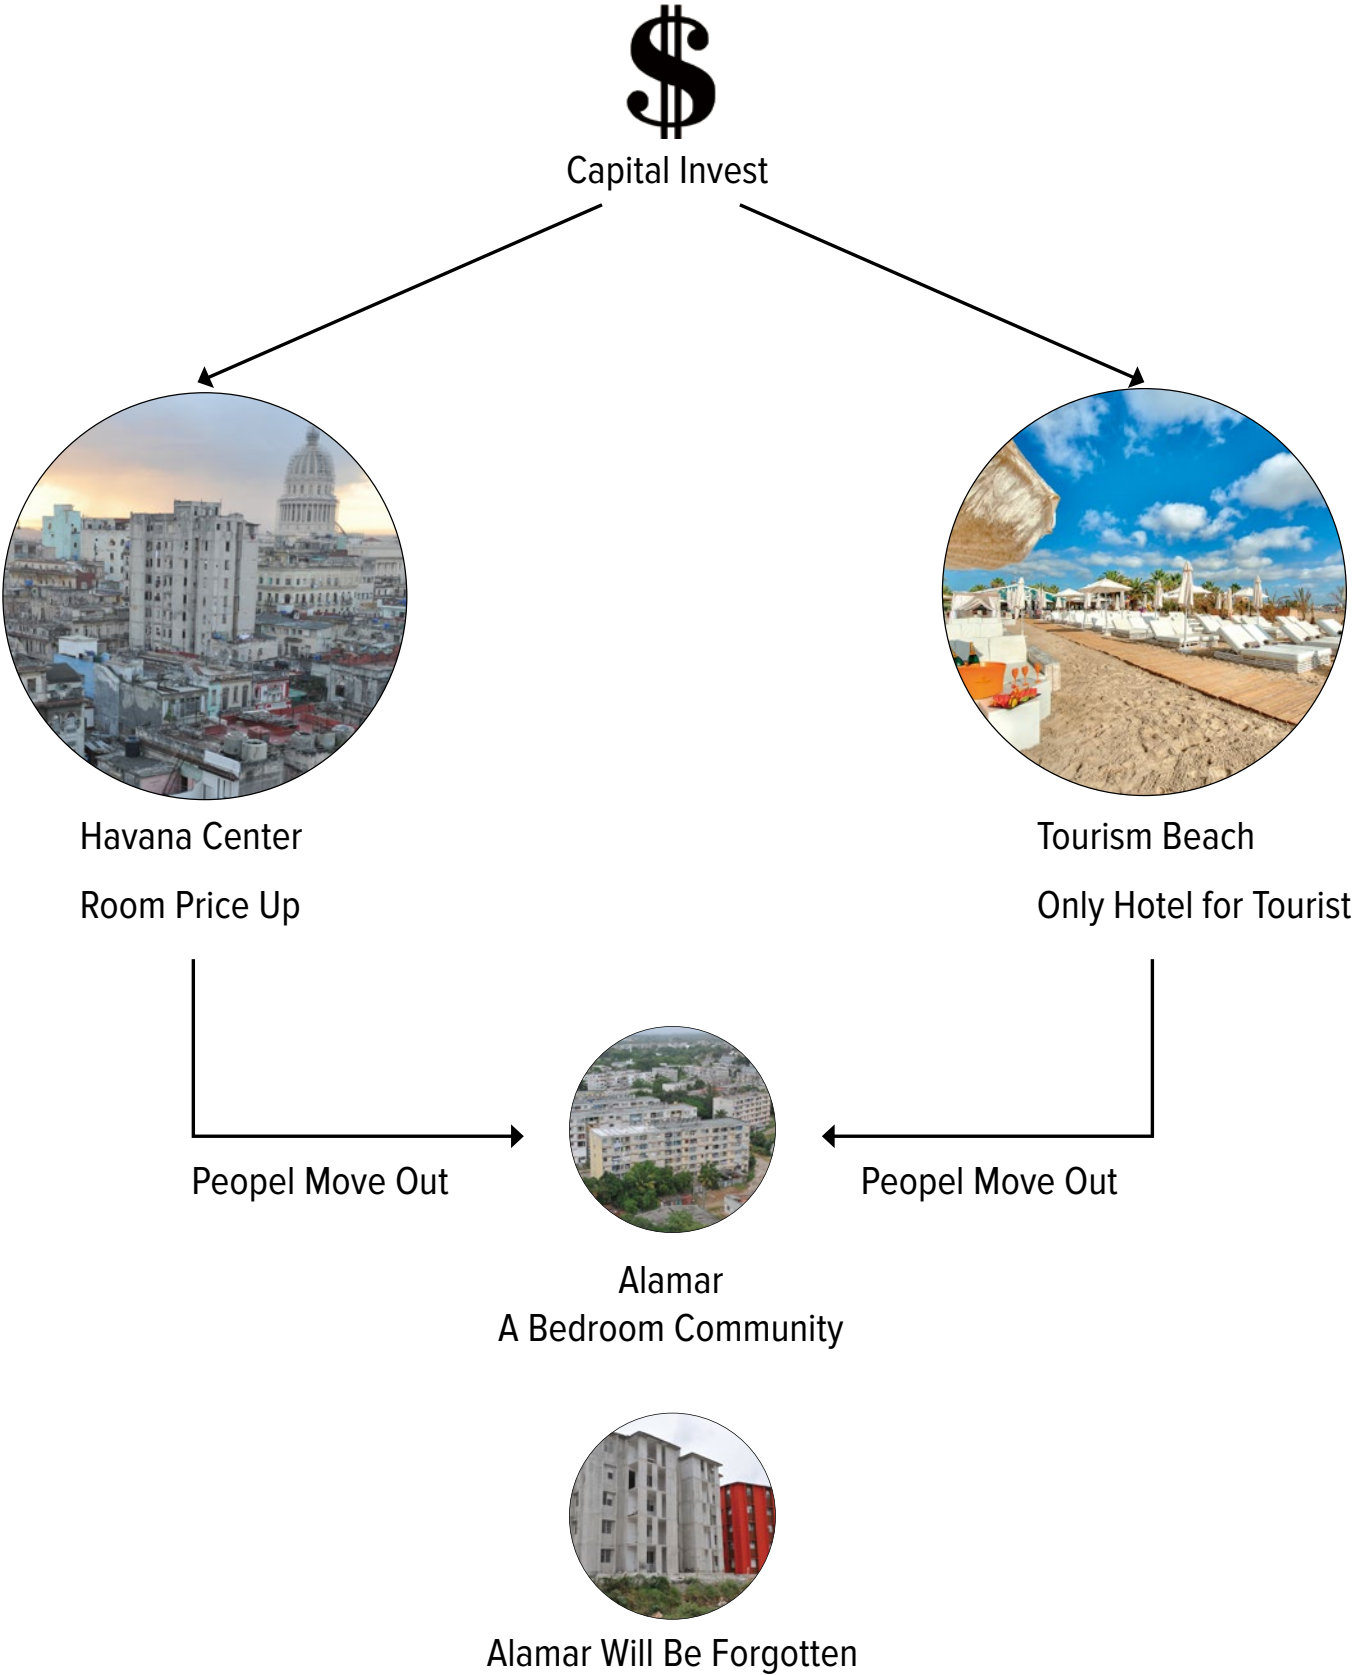 $
Capital Invest
Havana Center
Room Price Up
Tourism Beach
Only Hotel for Tourist
Peopel Move Out
Peopel Move Out
Alamar
A Bedroom Community
Alamar Will Be Forgotten